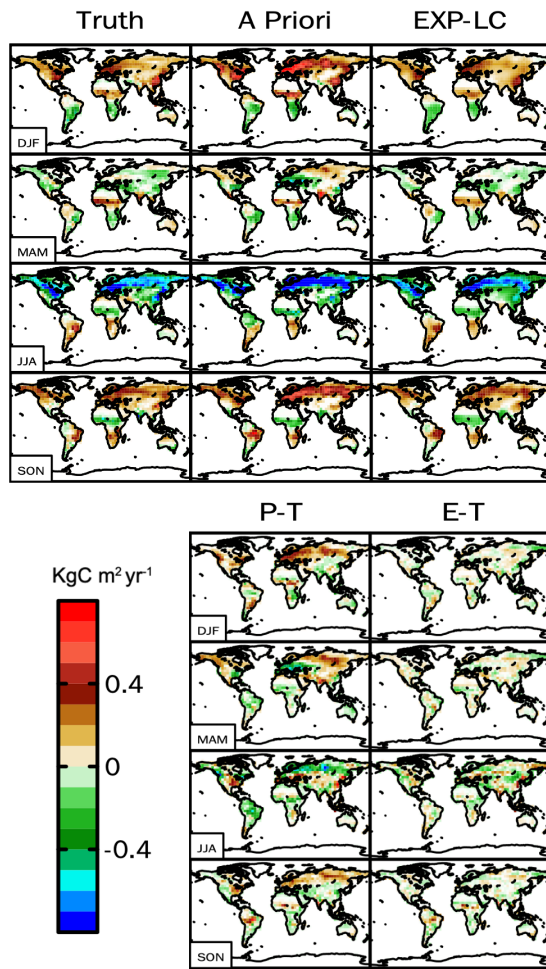 Truth A Priori EXP-LC
DJF
MAM
JJA
SON
P-T E-T
KgC m² yr⁻¹
0.4
0
-0.4
DJF
MAM
JJA
SON